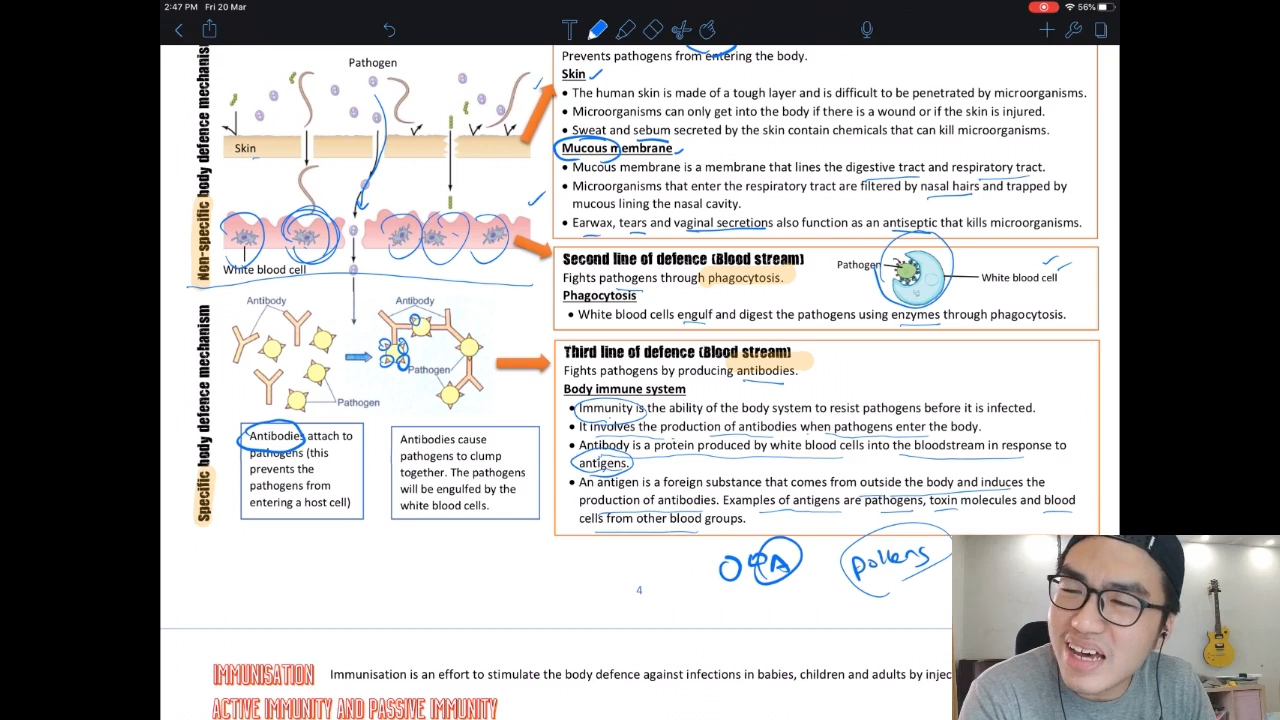 2:47 PM Fri 20 Mar
56%
Non-specific body defence mechanism
Pathogen
Skin
White blood cell
Prevents pathogens from entering the body.
Skin
• The human skin is made of a tough layer and is difficult to be penetrated by microorganisms.
• Microorganisms can only get into the body if there is a wound or if the skin is injured.
• Sweat and sebum secreted by the skin contain chemicals that can kill microorganisms.
Mucous membrane
• Mucous membrane is a membrane that lines the digestive tract and respiratory tract.
• Microorganisms that enter the respiratory tract are filtered by nasal hairs and trapped by
mucous lining the nasal cavity.
• Earwax, tears and vaginal secretions also function as an antiseptic that kills microorganisms.
Second line of defence (Blood stream)
Fights pathogens through phagocytosis.
Phagocytosis
• White blood cells engulf and digest the pathogens using enzymes through phagocytosis.
Pathogen
White blood cell
Specific body defence mechanism
Antibody
Antibody
Pathogen
Pathogen
Antibodies attach to
pathogens (this
prevents the
pathogens from
entering a host cell)
Antibodies cause
pathogens to clump
together. The pathogens
will be engulfed by the
white blood cells.
Third line of defence (Blood stream)
Fights pathogens by producing antibodies.
Body immune system
• Immunity is the ability of the body system to resist pathogens before it is infected.
• It involves the production of antibodies when pathogens enter the body.
• Antibody is a protein produced by white blood cells into the bloodstream in response to
antigens.
• An antigen is a foreign substance that comes from outside the body and induces the
production of antibodies. Examples of antigens are pathogens, toxin molecules and blood
cells from other blood groups.
pollens
4
IMMUNISATION
Immunisation is an effort to stimulate the body defence against infections in babies, children and adults by injec
ACTIVE IMMUNITY AND PASSIVE IMMUNITY